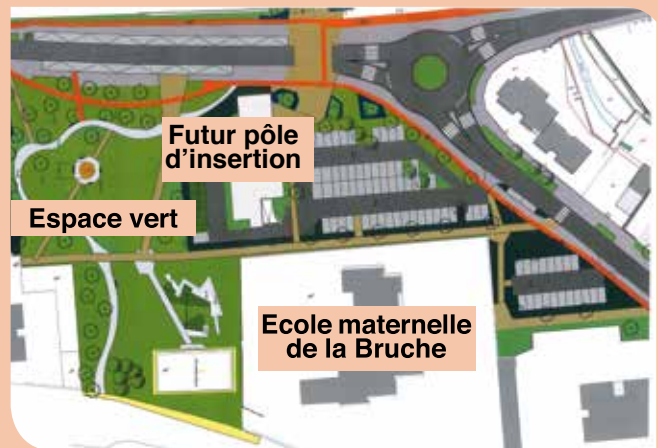 Futur pôle
d'insertion
Espace vert
Ecole maternelle
de la Bruche